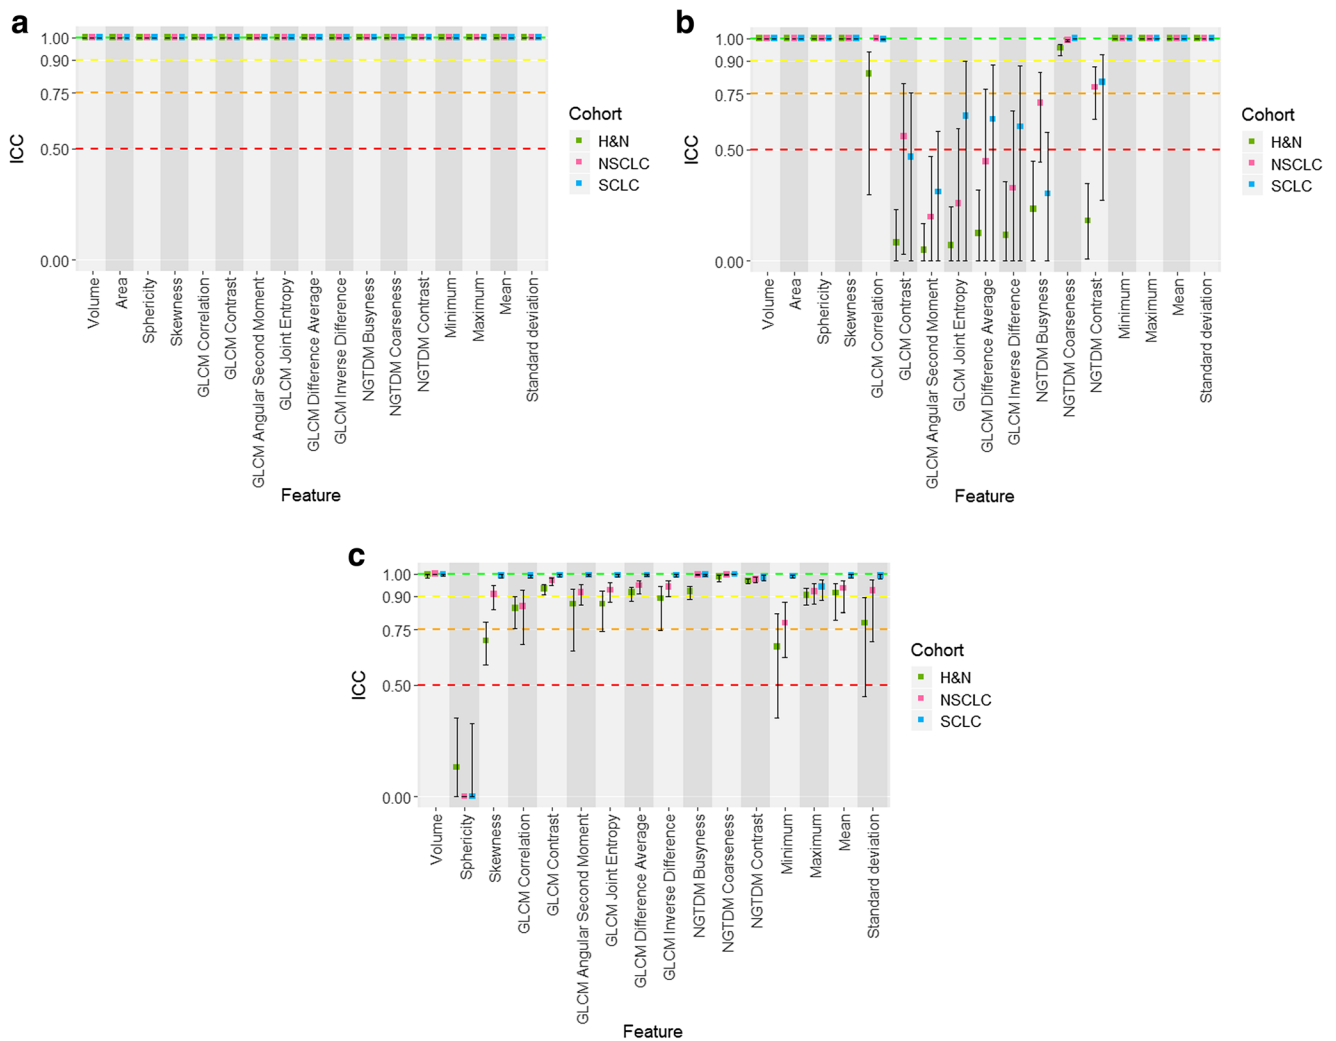 a
1.00
0.90
0.75
0.50
0.00
ICC
Volume
Area
Sphericity
Skewness
GLCM Correlation
GLCM Contrast
GLCM Angular Second Moment
GLCM Joint Entropy
GLCM Difference Average
GLCM Inverse Difference
NGTDM Busyness
NGTDM Coarseness
NGTDM Contrast
Minimum
Maximum
Mean
Standard deviation
Feature
Cohort
H&N
NSCLC
SCLC
b
1.00
0.90
0.75
0.50
0.00
ICC
Volume
Area
Sphericity
Skewness
GLCM Correlation
GLCM Contrast
GLCM Angular Second Moment
GLCM Joint Entropy
GLCM Difference Average
GLCM Inverse Difference
NGTDM Busyness
NGTDM Coarseness
NGTDM Contrast
Minimum
Maximum
Mean
Standard deviation
Feature
Cohort
H&N
NSCLC
SCLC
c
1.00
0.90
0.75
0.50
0.00
ICC
Volume
Sphericity
Skewness
GLCM Correlation
GLCM Contrast
GLCM Angular Second Moment
GLCM Joint Entropy
GLCM Difference Average
GLCM Inverse Difference
NGTDM Busyness
NGTDM Coarseness
NGTDM Contrast
Minimum
Maximum
Mean
Standard deviation
Feature
Cohort
H&N
NSCLC
SCLC